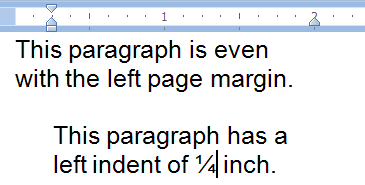 1 2
This paragraph is even
with the left page margin.
This paragraph has a
left indent of ¼ inch.